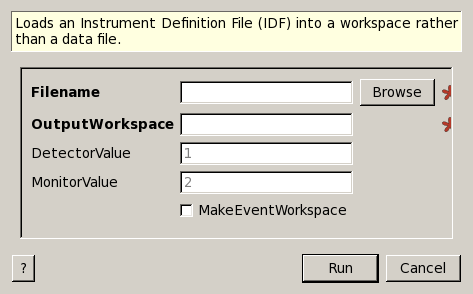 Loads an Instrument Definition File (IDF) into a workspace rather
than a data file.
Filename Browse
OutputWorkspace
DetectorValue 1
MonitorValue 2
MakeEventWorkspace
? Run Cancel